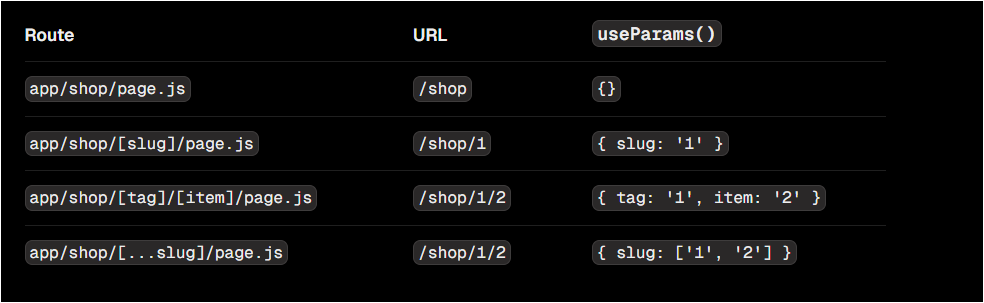 Route URL useParams()
app/shop/page.js /shop {}
app/shop/[slug]/page.js /shop/1 { slug: '1' }
app/shop/[tag]/[item]/page.js /shop/1/2 { tag: '1', item: '2' }
app/shop/[...slug]/page.js /shop/1/2 { slug: ['1', '2'] }